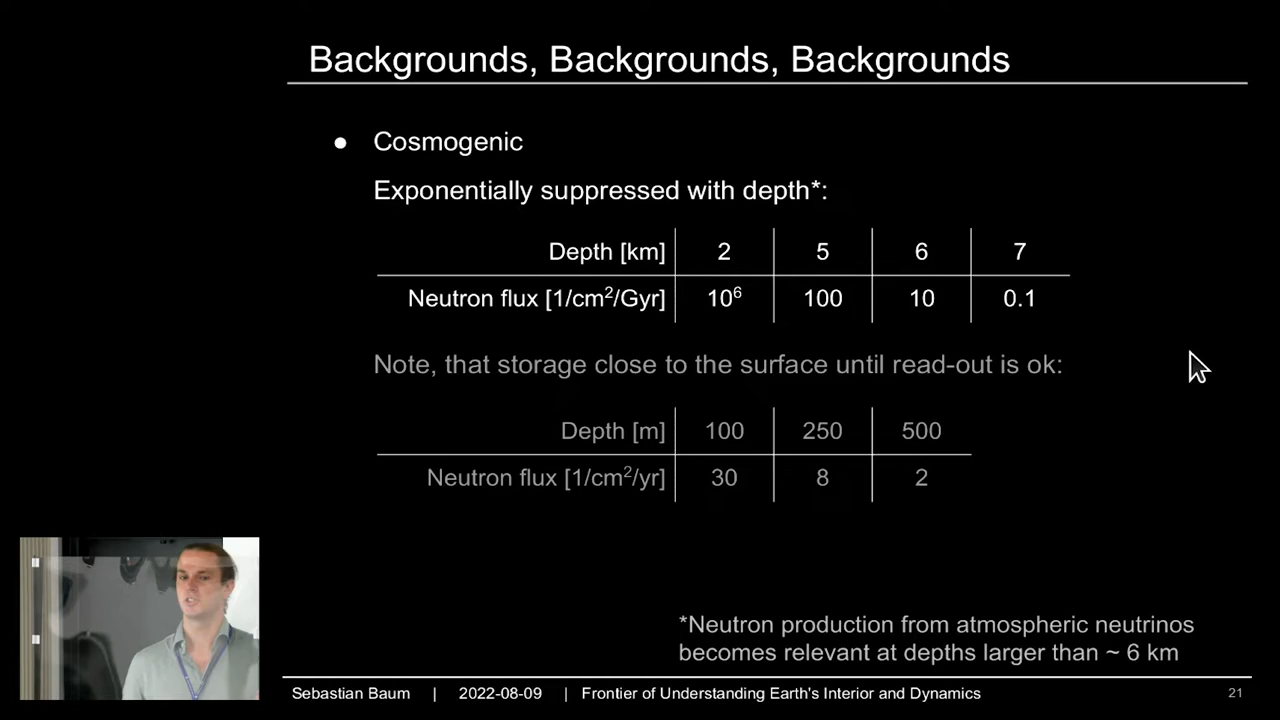 Backgrounds, Backgrounds, Backgrounds
● Cosmogenic
Exponentially suppressed with depth*:
Depth [km] 2 5 6 7
Neutron flux [1/cm²/Gyr] 10⁶ 100 10 0.1
Note, that storage close to the surface until read-out is ok:
Depth [m] 100 250 500
Neutron flux [1/cm²/yr] 30 8 2
*Neutron production from atmospheric neutrinos
becomes relevant at depths larger than ~ 6 km
Sebastian Baum | 2022-08-09 | Frontier of Understanding Earth's Interior and Dynamics 21